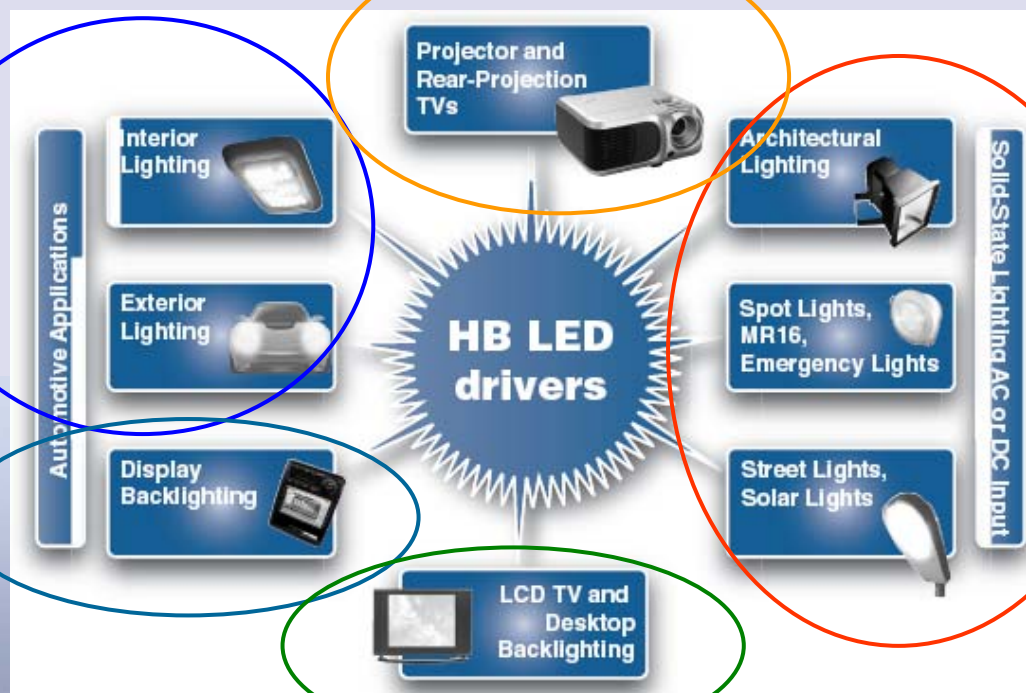 Projector and
Rear-Projection
TVs
Automotive Applications
Interior
Lighting
Exterior
Lighting
Display
Backlighting
HB LED
drivers
Architectural
Lighting
Spot Lights,
MR16,
Emergency Lights
Street Lights,
Solar Lights
Solid-State Lighting AC or DC Input
LCD TV and
Desktop
Backlighting